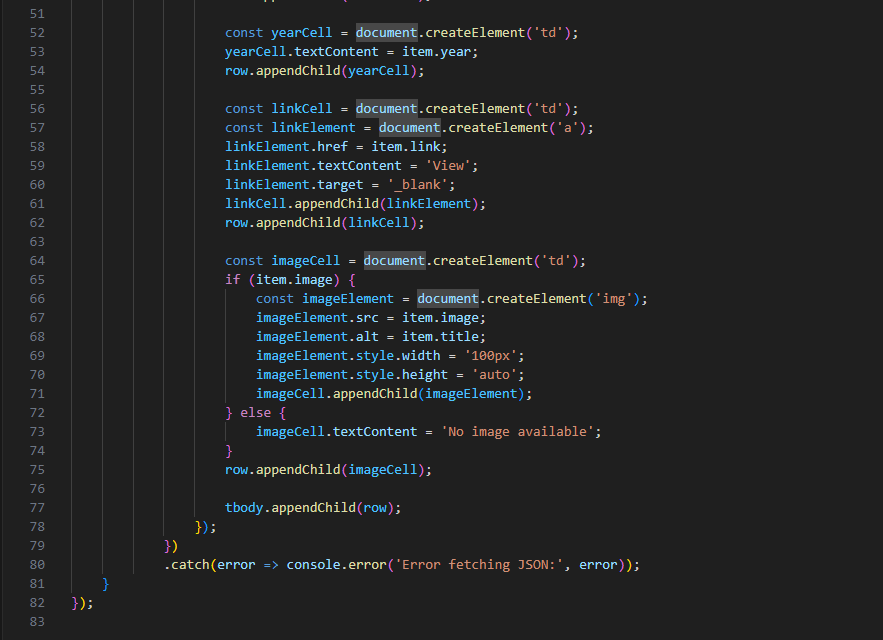 51
52 const yearCell = document.createElement('td');
53 yearCell.textContent = item.year;
54 row.appendChild(yearCell);
55
56 const linkCell = document.createElement('td');
57 const linkElement = document.createElement('a');
58 linkElement.href = item.link;
59 linkElement.textContent = 'View';
60 linkElement.target = '_blank';
61 linkCell.appendChild(linkElement);
62 row.appendChild(linkCell);
63
64 const imageCell = document.createElement('td');
65 if (item.image) {
66 const imageElement = document.createElement('img');
67 imageElement.src = item.image;
68 imageElement.alt = item.title;
69 imageElement.style.width = '100px';
70 imageElement.style.height = 'auto';
71 imageCell.appendChild(imageElement);
72 } else {
73 imageCell.textContent = 'No image available';
74 }
75 row.appendChild(imageCell);
76
77 tbody.appendChild(row);
78 });
79 })
80 .catch(error => console.error('Error fetching JSON:', error));
81 }
82 });
83